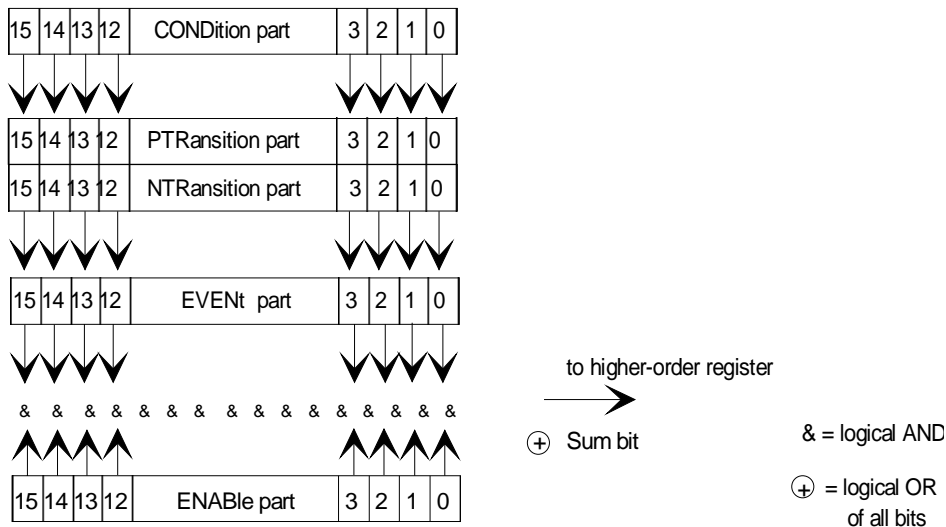 15 14 13 12 CONDition part 3 2 1 0
15 14 13 12 PTRansition part 3 2 1 0
15 14 13 12 NTRansition part 3 2 1 0
15 14 13 12 EVENt part 3 2 1 0
to higher-order register
& & & & & & & & & & & & & & & &
+ Sum bit
& = logical AND
15 14 13 12 ENABle part 3 2 1 0
+ = logical OR
of all bits